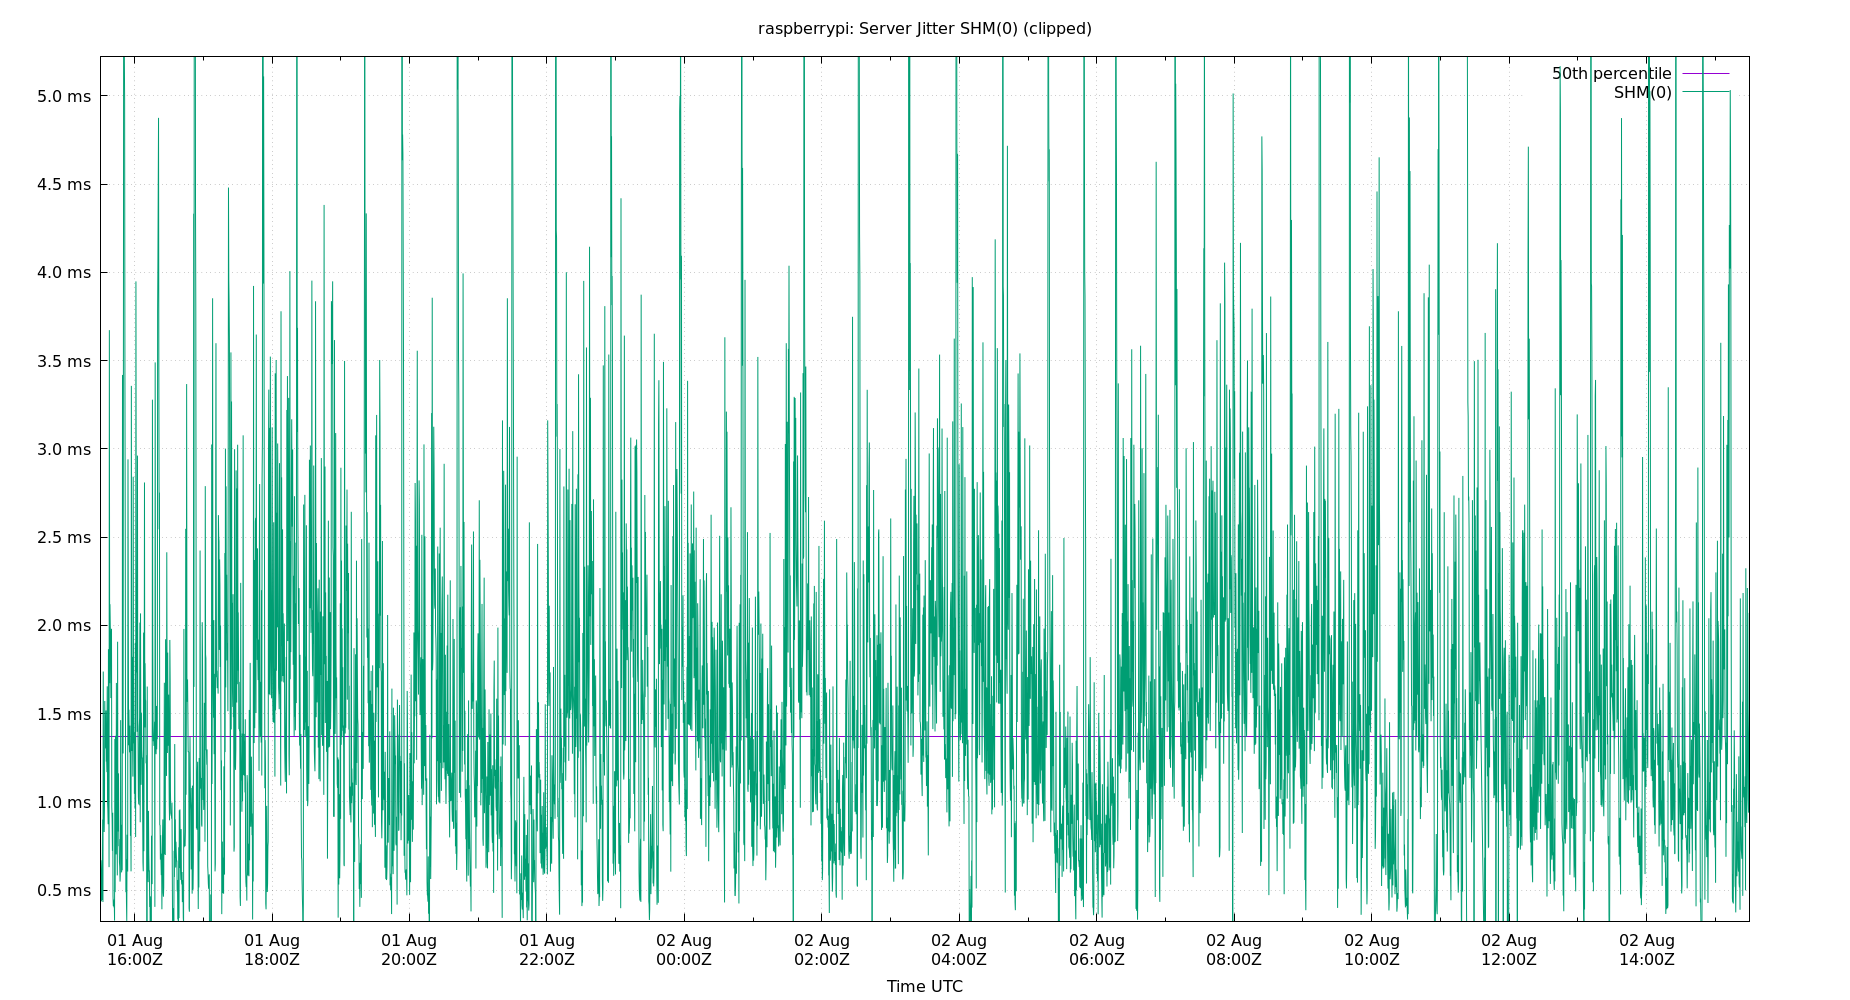 raspberrypi: Server Jitter SHM(0) (clipped)
50th percentile
SHM(0)
5.0 ms
4.5 ms
4.0 ms
3.5 ms
3.0 ms
2.5 ms
2.0 ms
1.5 ms
1.0 ms
0.5 ms
01 Aug 01 Aug 01 Aug 01 Aug 02 Aug 02 Aug 02 Aug 02 Aug 02 Aug 02 Aug 02 Aug 02 Aug
16:00Z 18:00Z 20:00Z 22:00Z 00:00Z 02:00Z 04:00Z 06:00Z 08:00Z 10:00Z 12:00Z 14:00Z
Time UTC